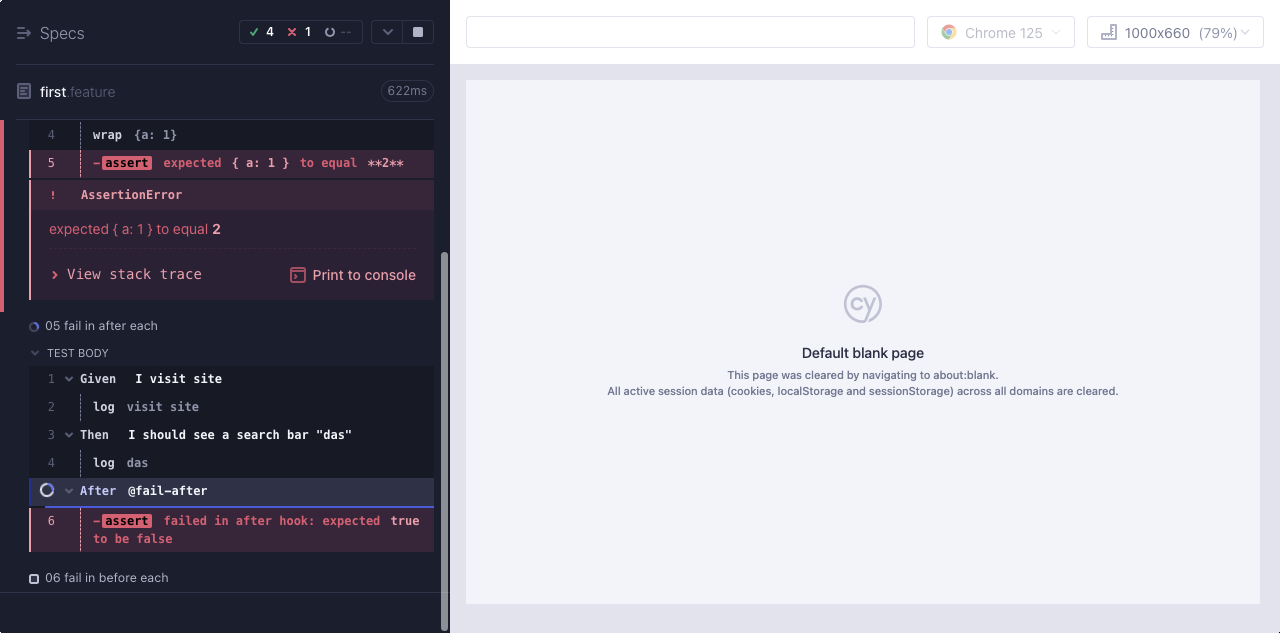 Specs
4
1
--
Chrome 125
1000x660 (79%)
first.feature
622ms
4 wrap {a: 1}
5 -assert expected { a: 1 } to equal **2**
! AssertionError
expected { a: 1 } to equal 2
View stack trace
Print to console
05 fail in after each
TEST BODY
1 Given I visit site
2 log visit site
3 Then I should see a search bar "das"
4 log das
After @fail-after
6 -assert failed in after hook: expected true
to be false
06 fail in before each
cy
Default blank page
This page was cleared by navigating to about:blank.
All active session data (cookies, localStorage and sessionStorage) across all domains are cleared.